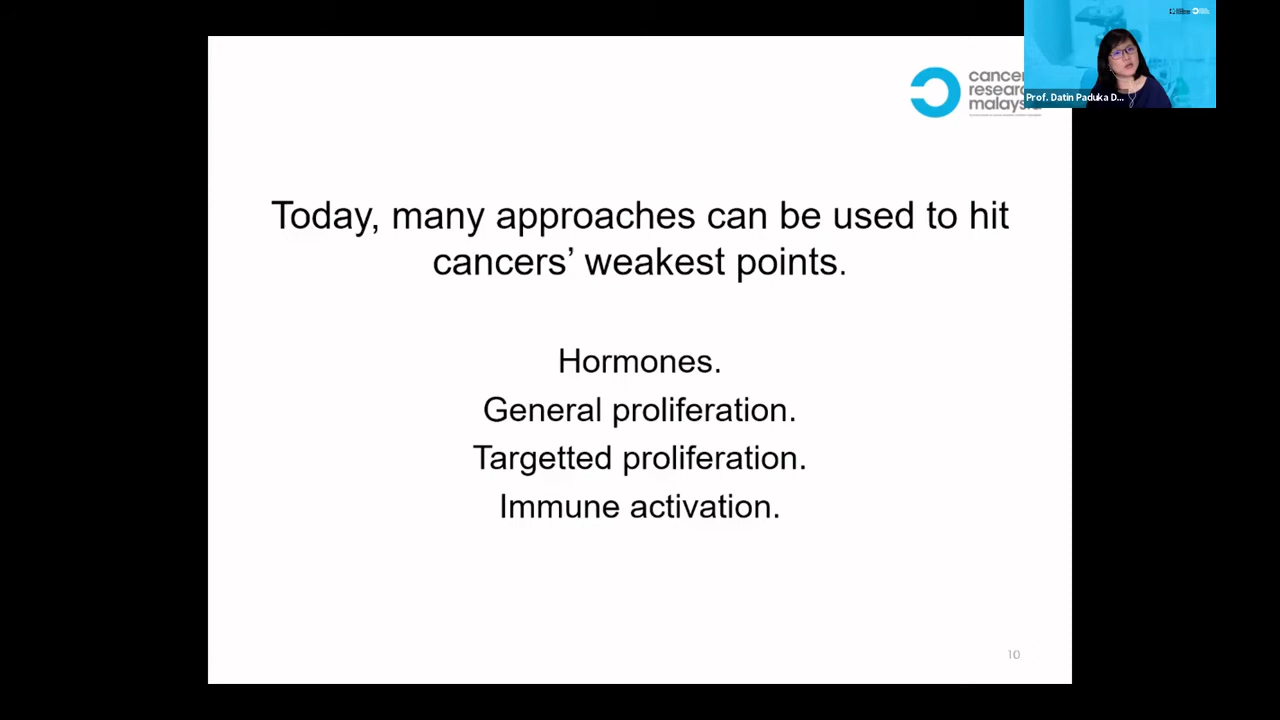 cancer
research
malaysia
Prof. Datin Paduka D...
Today, many approaches can be used to hit
cancers’ weakest points.
Hormones.
General proliferation.
Targetted proliferation.
Immune activation.
10